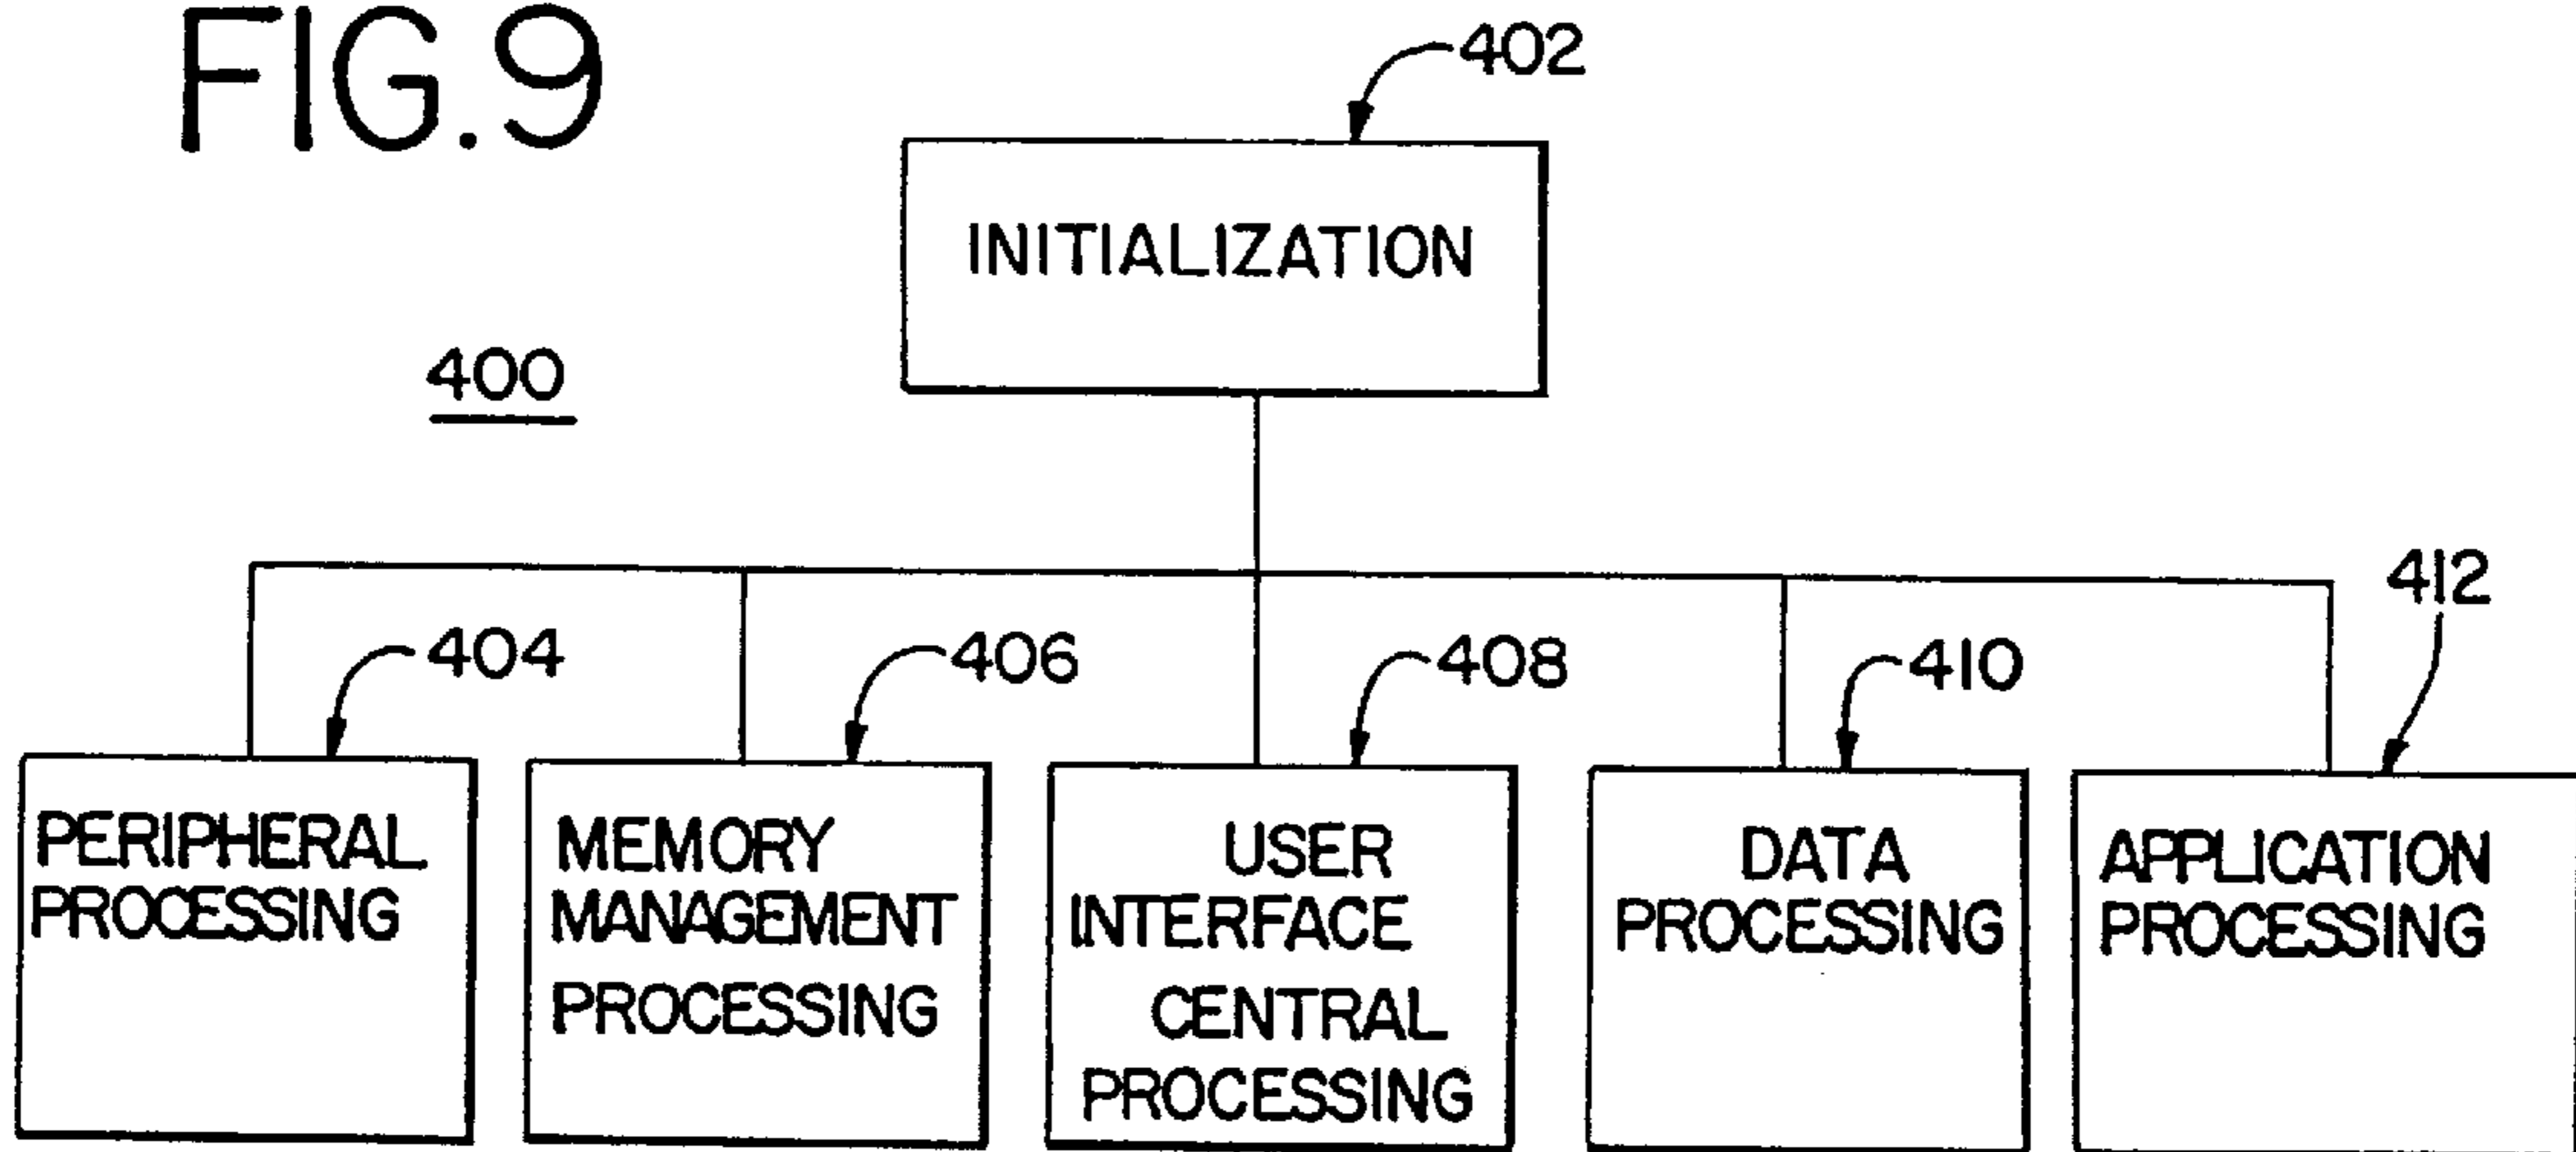 FIG.9
402
INITIALIZATION
400
412
404
406
408
410
PERIPHERAL
PROCESSING
MEMORY
MANAGEMENT
PROCESSING
USER
INTERFACE
CENTRAL
PROCESSING
DATA
PROCESSING
APPLICATION
PROCESSING